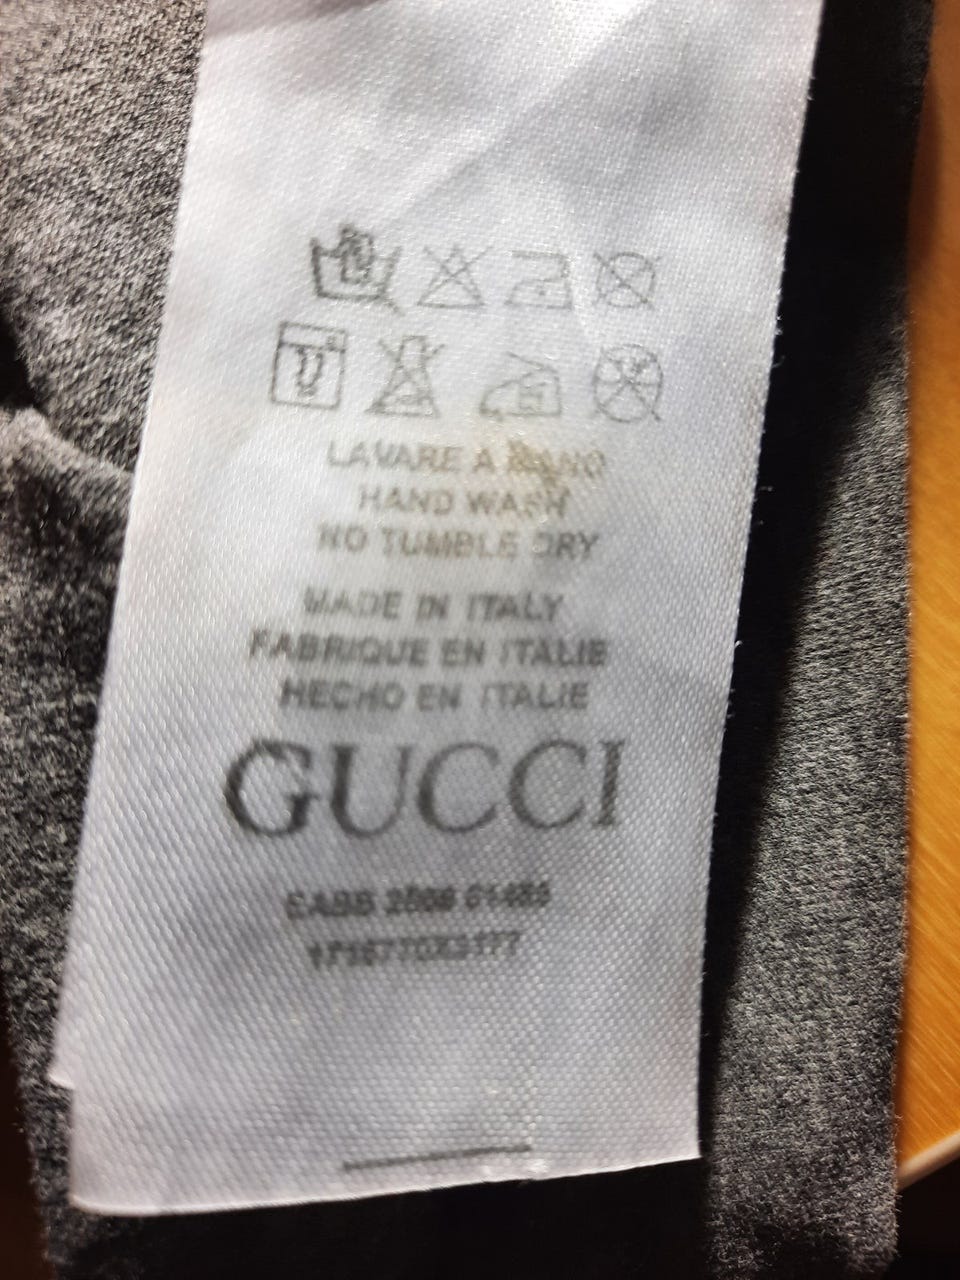 LAVARE A MANO
HAND WASH
NO TUMBLE DRY
MADE IN ITALY
FABRIQUE EN ITALIE
HECHO EN ITALIE
GUCCI